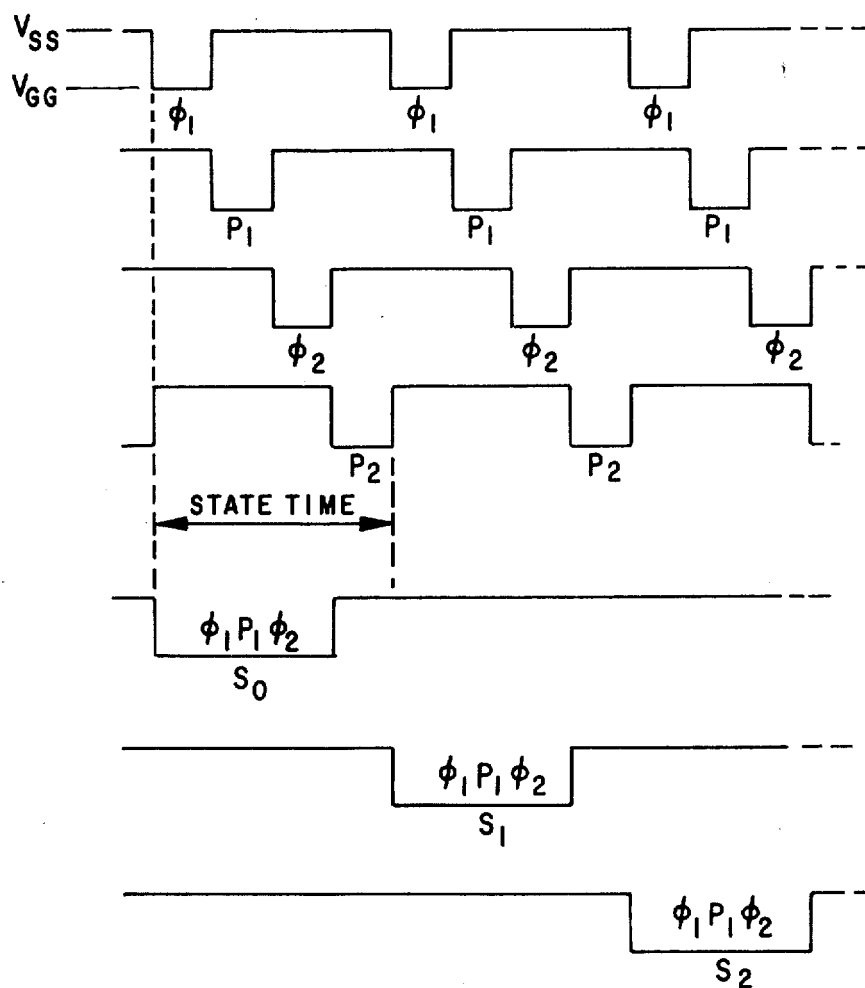 V_SS
V_GG
ϕ₁ ϕ₁ ϕ₁
P₁ P₁ P₁
ϕ₂ ϕ₂ ϕ₂
P₂ P₂
STATE TIME
ϕ₁ P₁ ϕ₂
S₀
ϕ₁ P₁ ϕ₂
S₁
ϕ₁ P₁ ϕ₂
S₂